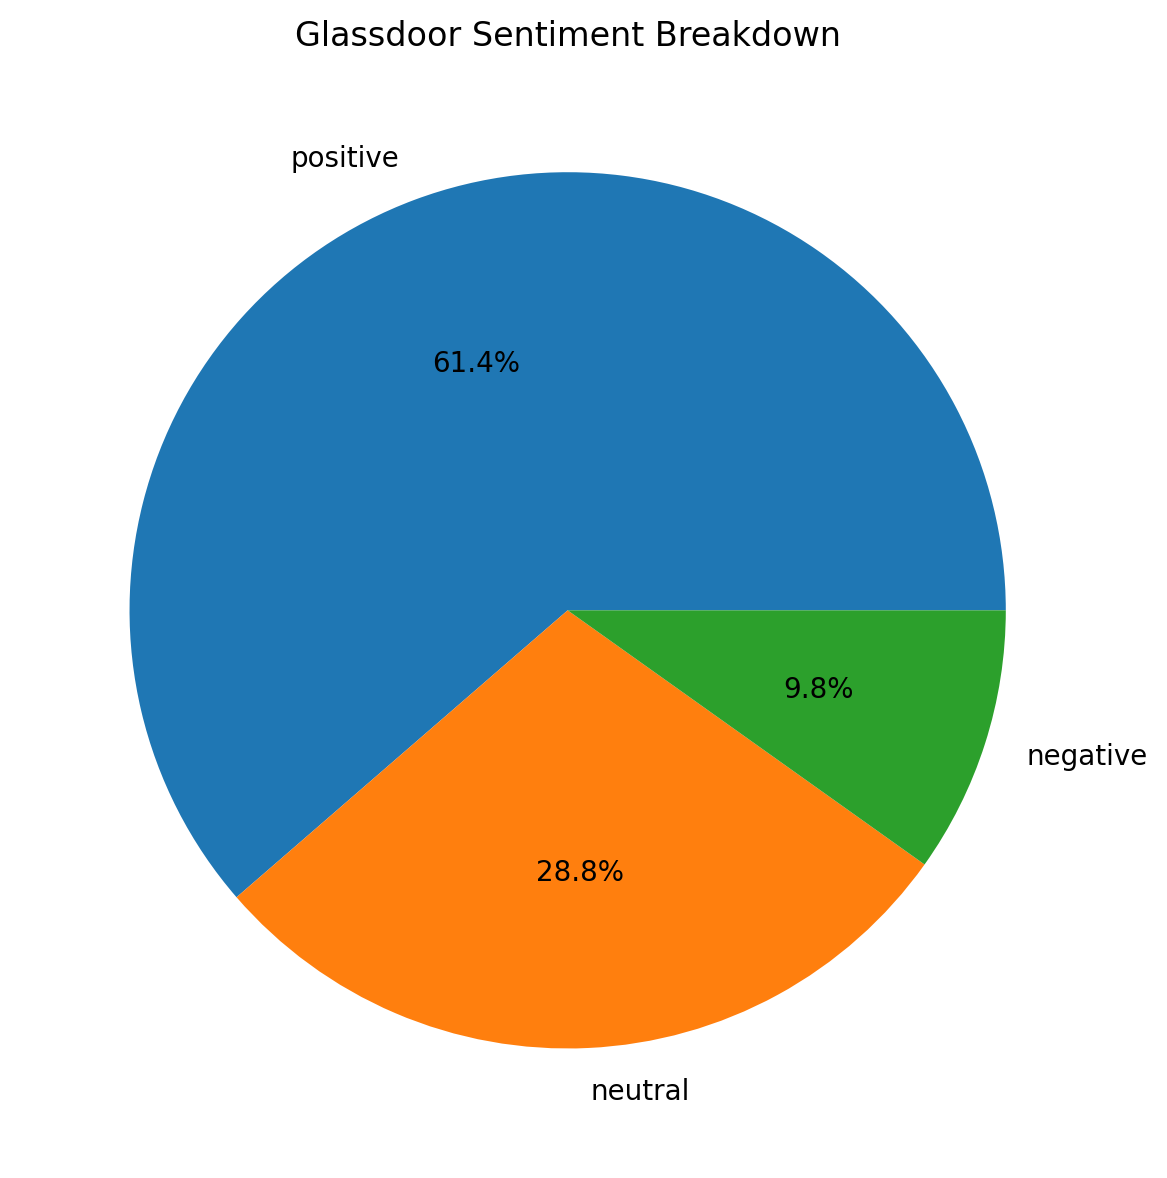 Glassdoor Sentiment Breakdown
positive
61.4%
9.8%
negative
28.8%
neutral